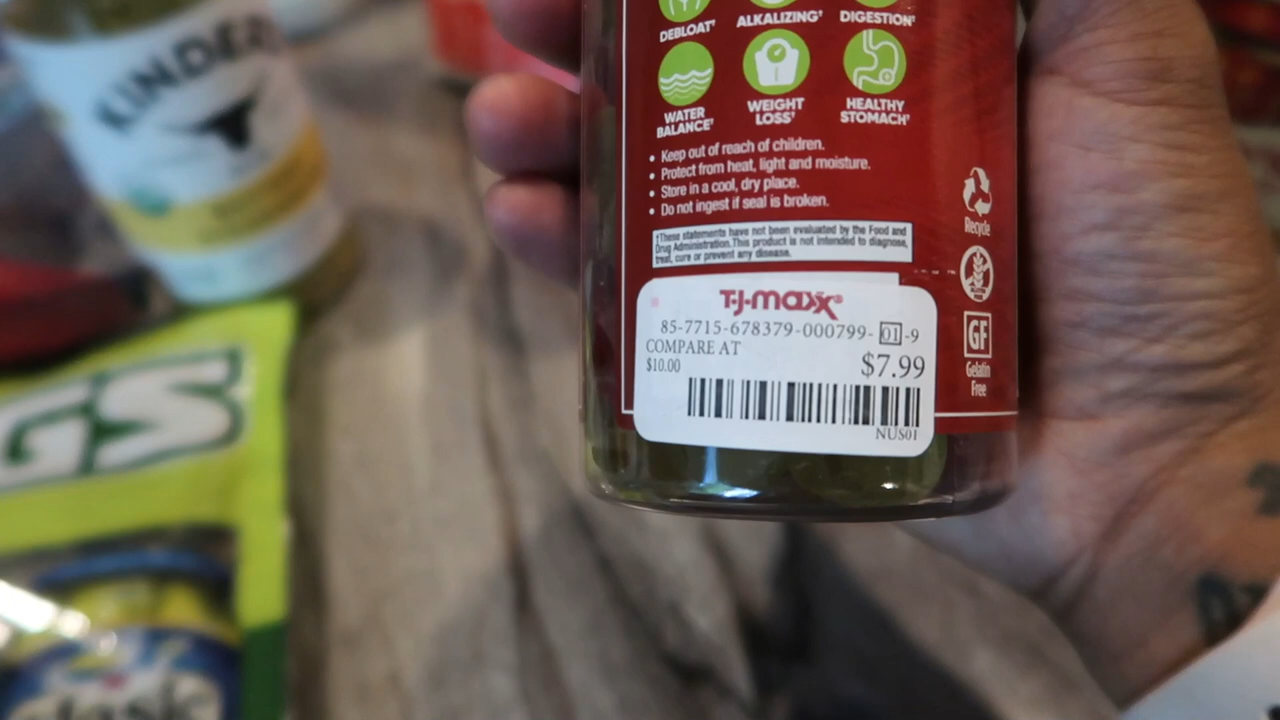 KINDER
DEBLOAT†
ALKALIZING†
DIGESTION†
WATER
BALANCE†
WEIGHT
LOSS†
HEALTHY
STOMACH†
• Keep out of reach of children.
• Protect from heat, light and moisture.
• Store in a cool, dry place.
• Do not ingest if seal is broken.
†These statements have not been evaluated by the Food and
Drug Administration. This product is not intended to diagnose,
treat, cure or prevent any disease.
Recycle
GF
Gelatin
Free
T·J·maxx®
85-7715-678379-000799- 01 -9
COMPARE AT
$10.00
$7.99
NUS01
GS